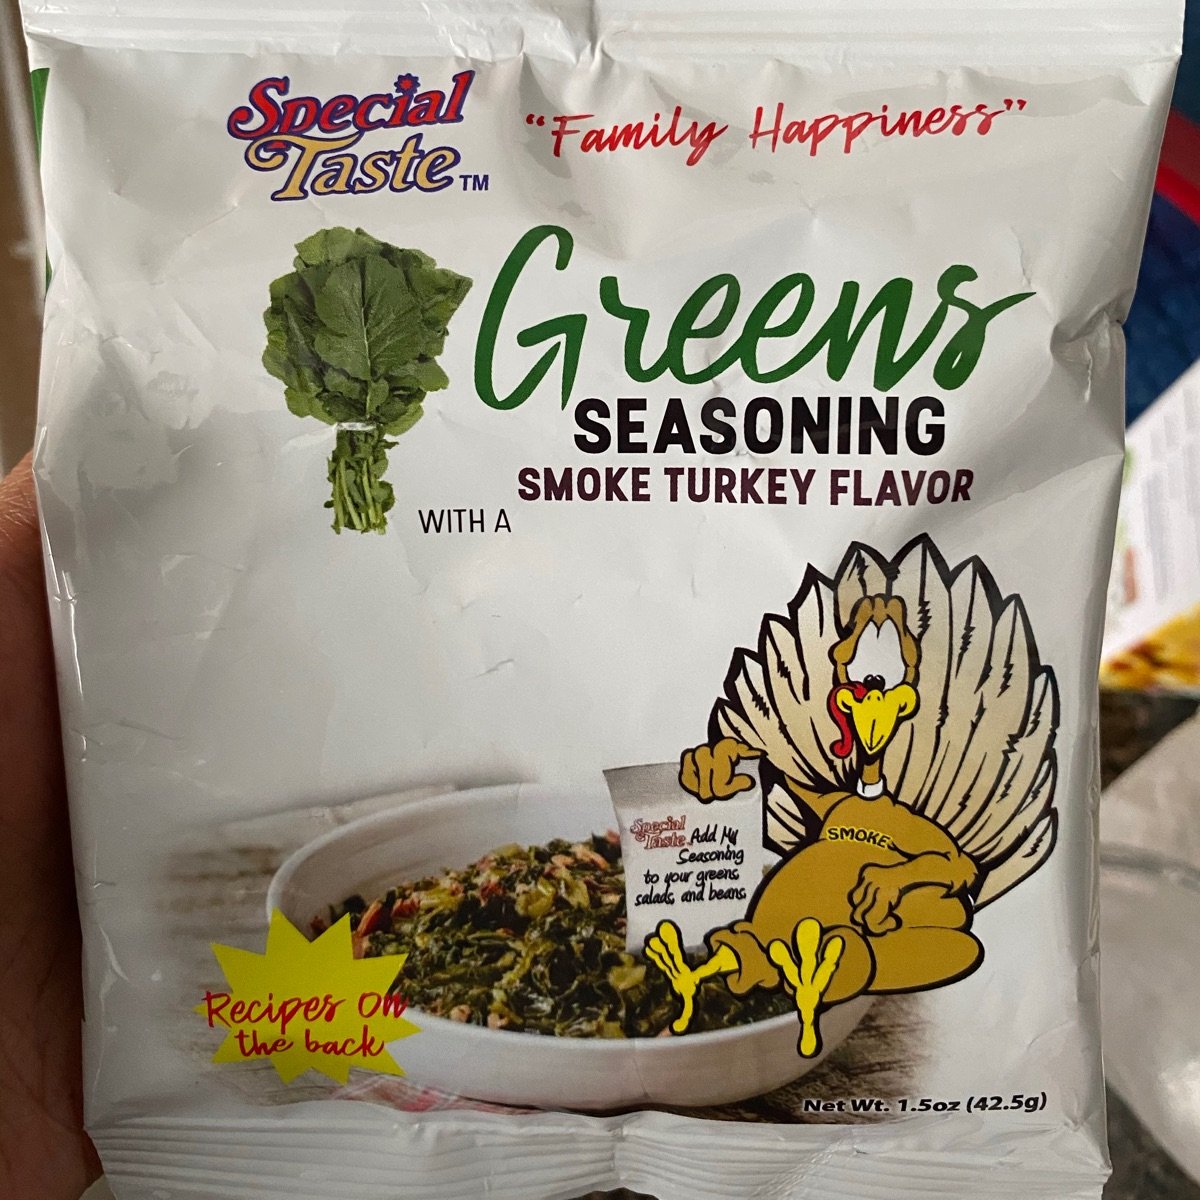 Special
Taste™
"Family Happiness"
Greens
SEASONING
WITH A SMOKE TURKEY FLAVOR
SMOKE
Special
Taste Add My
Seasoning
to your greens,
salads, and beans
Recipes on
the back
Net Wt. 1.5oz (42.5g)